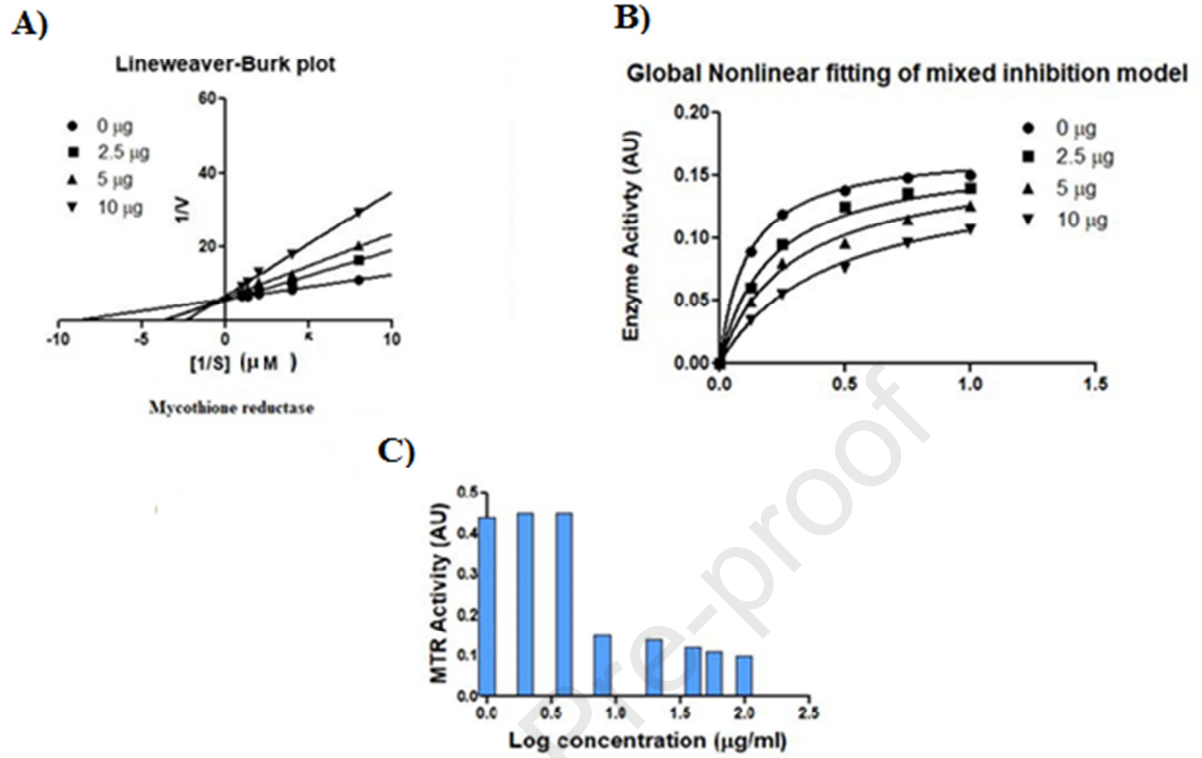 A)
Lineweaver-Burk plot
0 µg
2.5 µg
5 µg
10 µg
1/V
60
40
20
-10
-5
0
5
10
[1/S] (µ M )
Mycothione reductase
B)
Global Nonlinear fitting of mixed inhibition model
0 µg
2.5 µg
5 µg
10 µg
Enzyme Acitivty (AU)
0.20
0.15
0.10
0.05
0.00
0.0
0.5
1.0
1.5
C)
MTR Activity (AU)
0.5
0.4
0.3
0.2
0.1
0.0
0.0
0.5
1.0
1.5
2.0
2.5
Log concentration (µg/ml)
Pre-proof